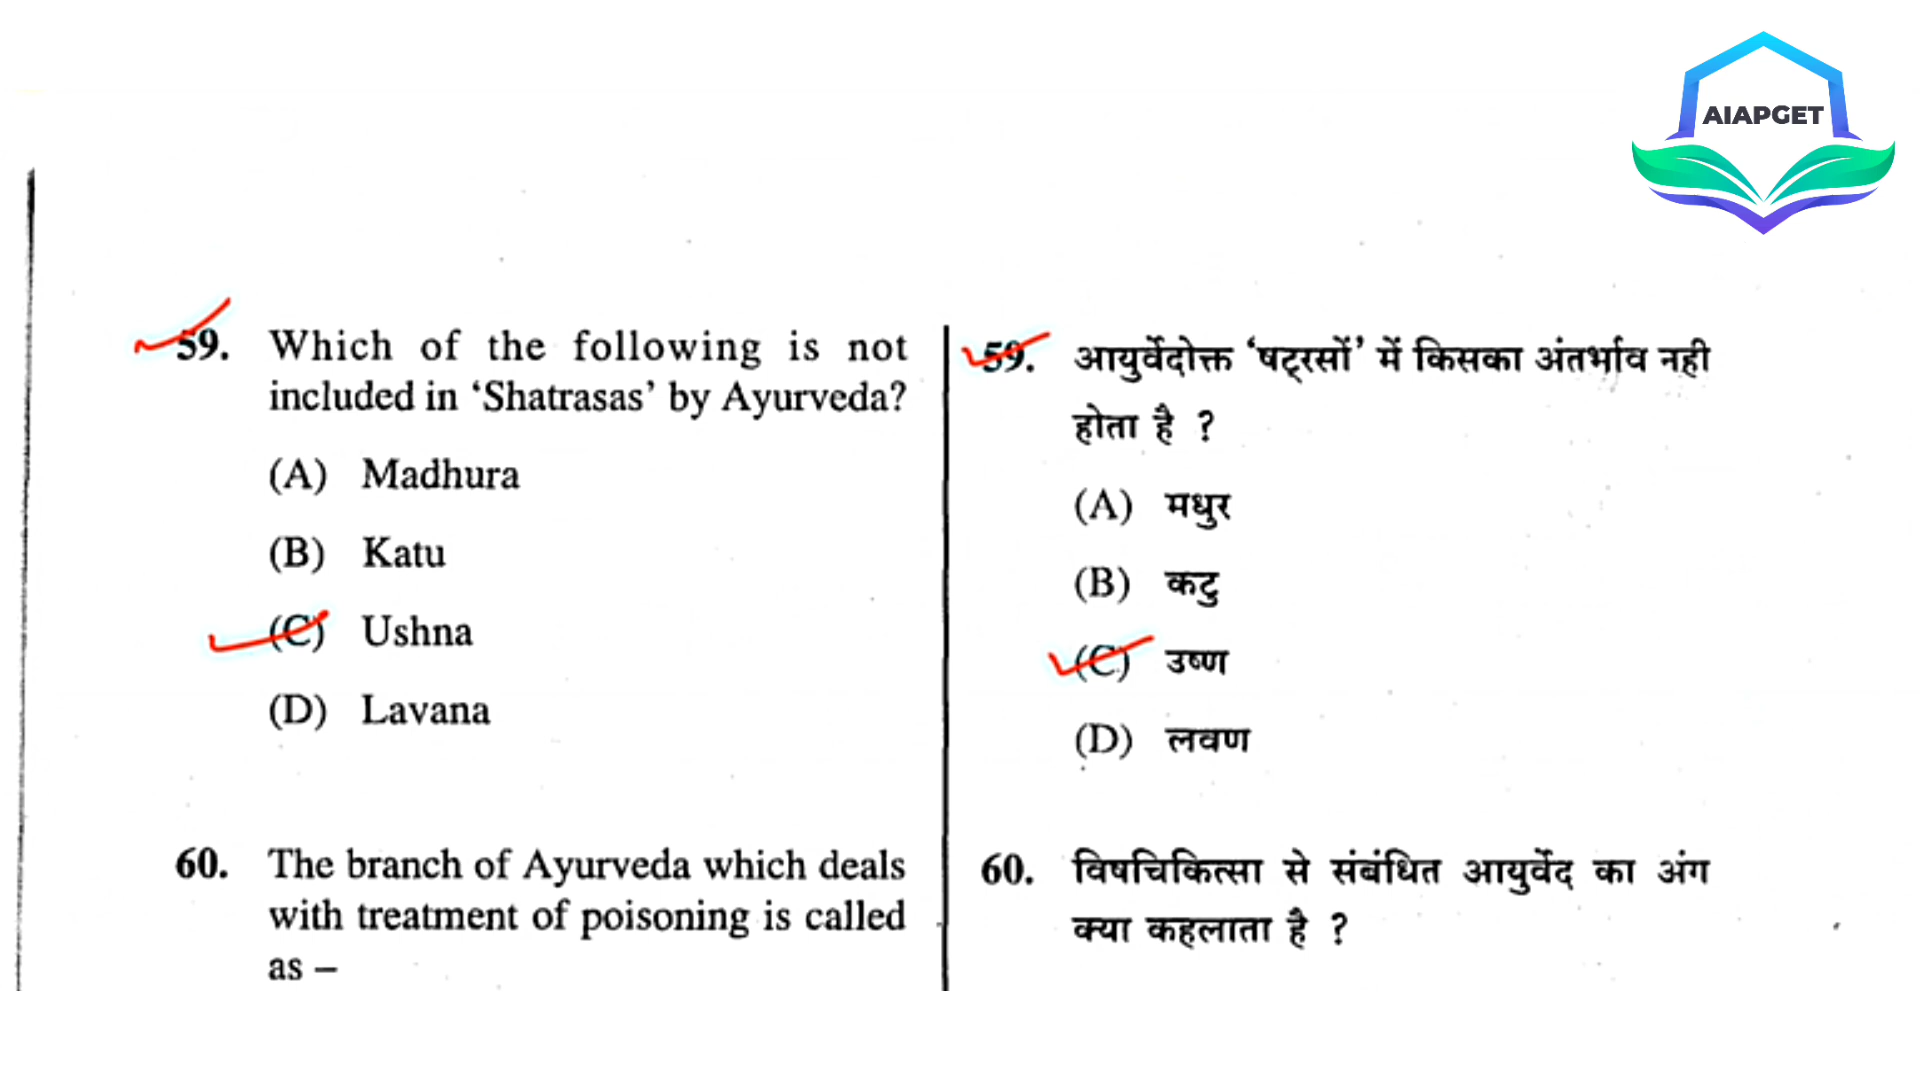 AIAPGET
59. Which of the following is not
included in ‘Shatrasas’ by Ayurveda?
(A) Madhura
(B) Katu
(C) Ushna
(D) Lavana
60. The branch of Ayurveda which deals
with treatment of poisoning is called
as –
59. आयुर्वेदोक्त ‘षट्रसों’ में किसका अंतर्भाव नही
होता है ?
(A) मधुर
(B) कटु
(C) उष्ण
(D) लवण
60. विषचिकित्सा से संबंधित आयुर्वेद का अंग
क्या कहलाता है ?